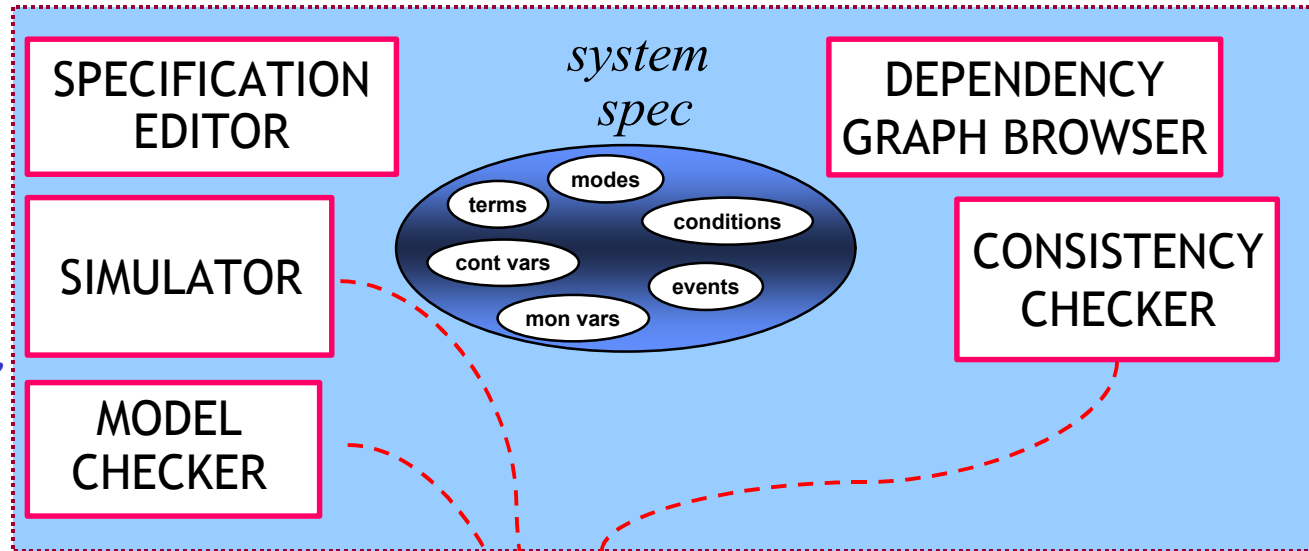 SPECIFICATION
EDITOR
system
spec
DEPENDENCY
GRAPH BROWSER
modes
terms
conditions
cont vars
events
mon vars
SIMULATOR
CONSISTENCY
CHECKER
MODEL
CHECKER